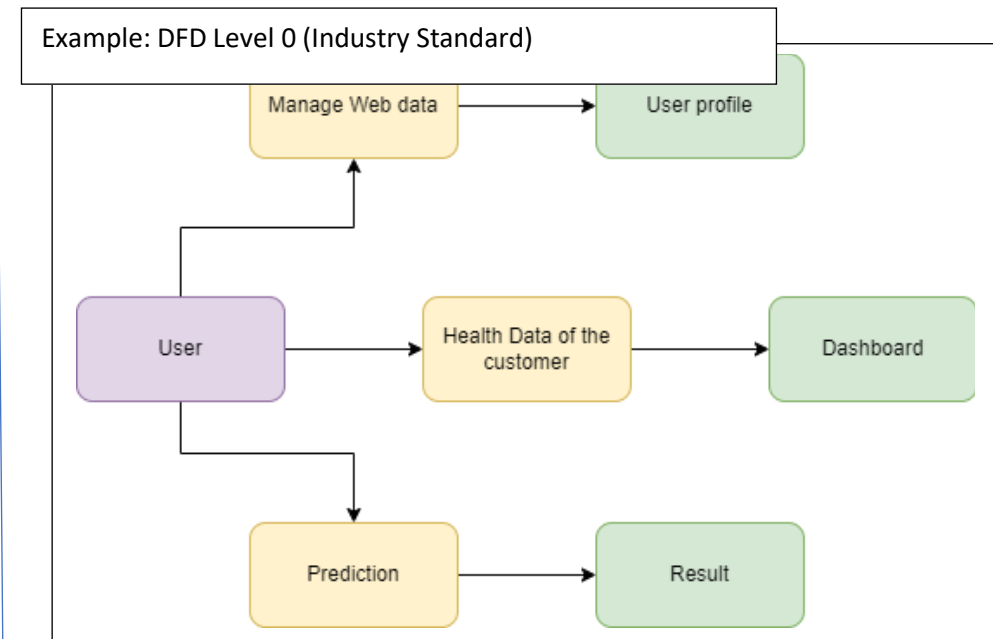 Example: DFD Level 0 (Industry Standard)
Manage Web data
User profile
User
Health Data of the
customer
Dashboard
Prediction
Result